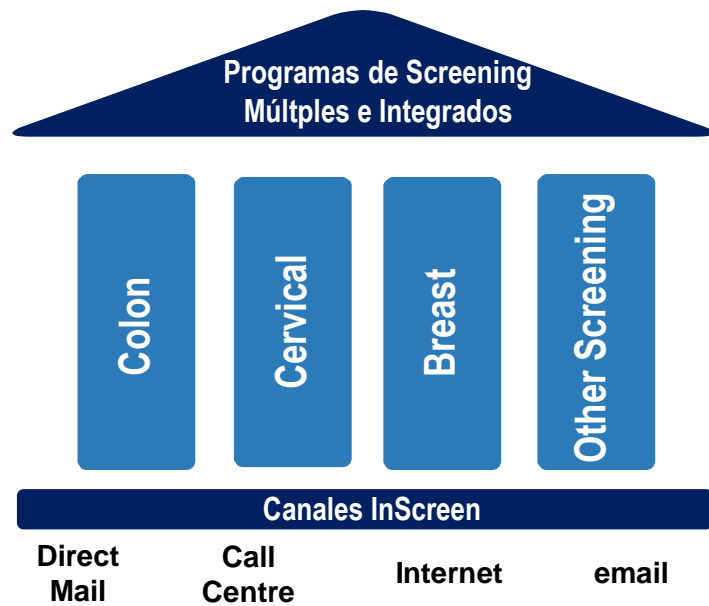 Programas de Screening
Múltples e Integrados
Colon
Cervical
Breast
Other Screening
Canales InScreen
Direct
Mail
Call
Centre
Internet
email